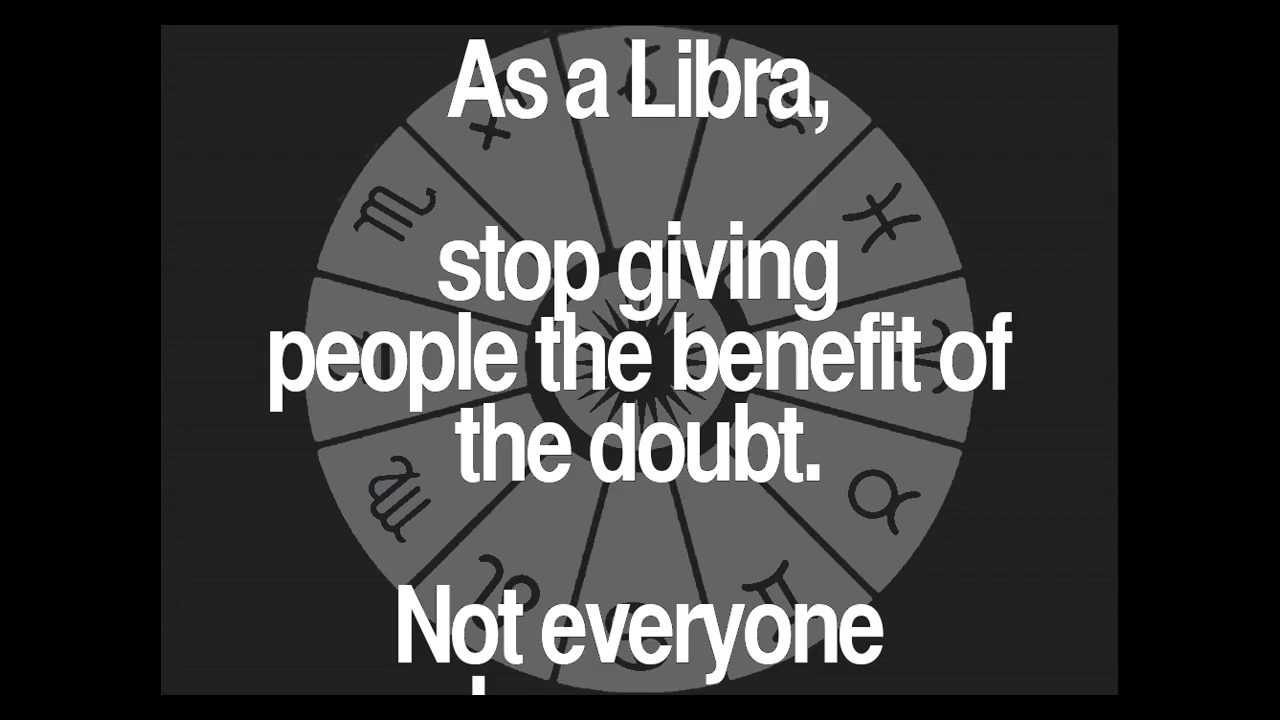 As a Libra,
stop giving
people the benefit of
the doubt.
Not everyone